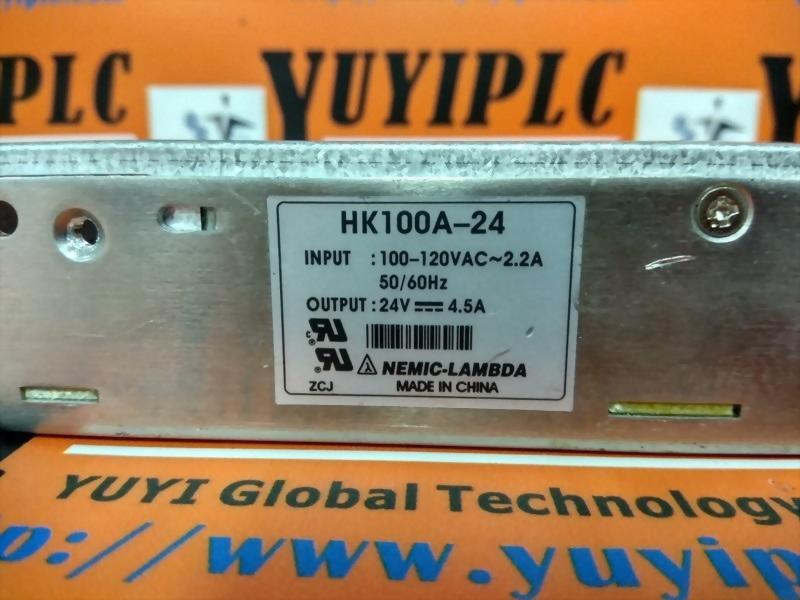 YUYIPLC
HK100A-24
INPUT : 100-120VAC~2.2A
50/60Hz
OUTPUT : 24V 4.5A
NEMIC-LAMBDA
ZCJ
MADE IN CHINA
YUYI Global Technology
p://www.yuyiplc